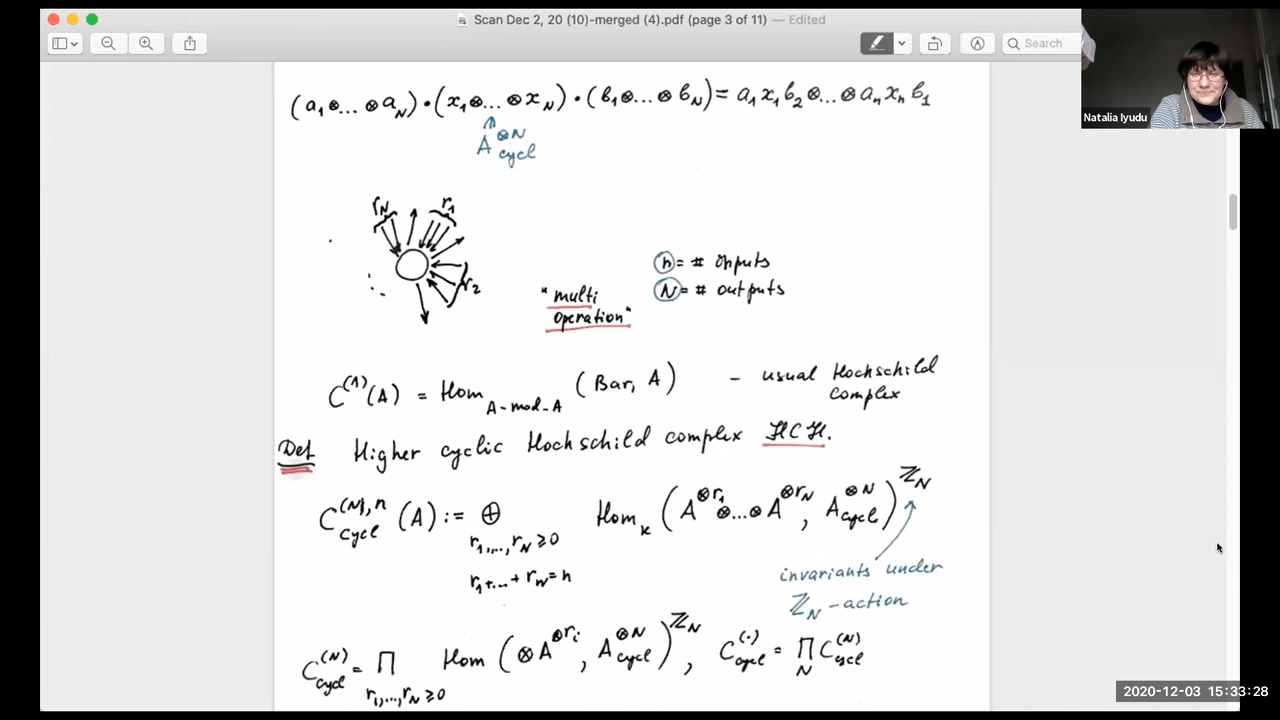 Scan Dec 2, 20 (10)-merged (4).pdf (page 3 of 11) — Edited
Search
Natalia Iyudu
(a₁⊗...⊗a_N)•(x₁⊗...⊗x_N)•(b₁⊗...⊗b_N)= a₁x₁b₂⊗...⊗aₙxₙb₁
A^{⊗N}_{cycl}
r_N r₁
r₂
n = # inputs
N = # outputs
"multi
operation"
C^{(1)}(A) = Hom_{A-mod-A} (Bar, A) - usual Hochschild
complex
Def Higher cyclic Hochschild complex HCH.
C^{(N),n}_{cycl} (A) := ⊕_{r₁,...,r_N ≥ 0, r₁+...+r_N = n} Hom_k (A^{⊗r₁}⊗...⊗A^{⊗r_N}, A^{⊗N}_{cycl})^{ℤ_N}
invariants under
ℤ_N-action
C^{(N)}_{cycl} = ∏_{r₁,...,r_N ≥ 0} Hom (⊗A^{⊗r_i}, A^{⊗N}_{cycl})^{ℤ_N}, C^{(·)}_{cycl} = ∏_N C^{(N)}_{cycl}
2020-12-03 15:33:28